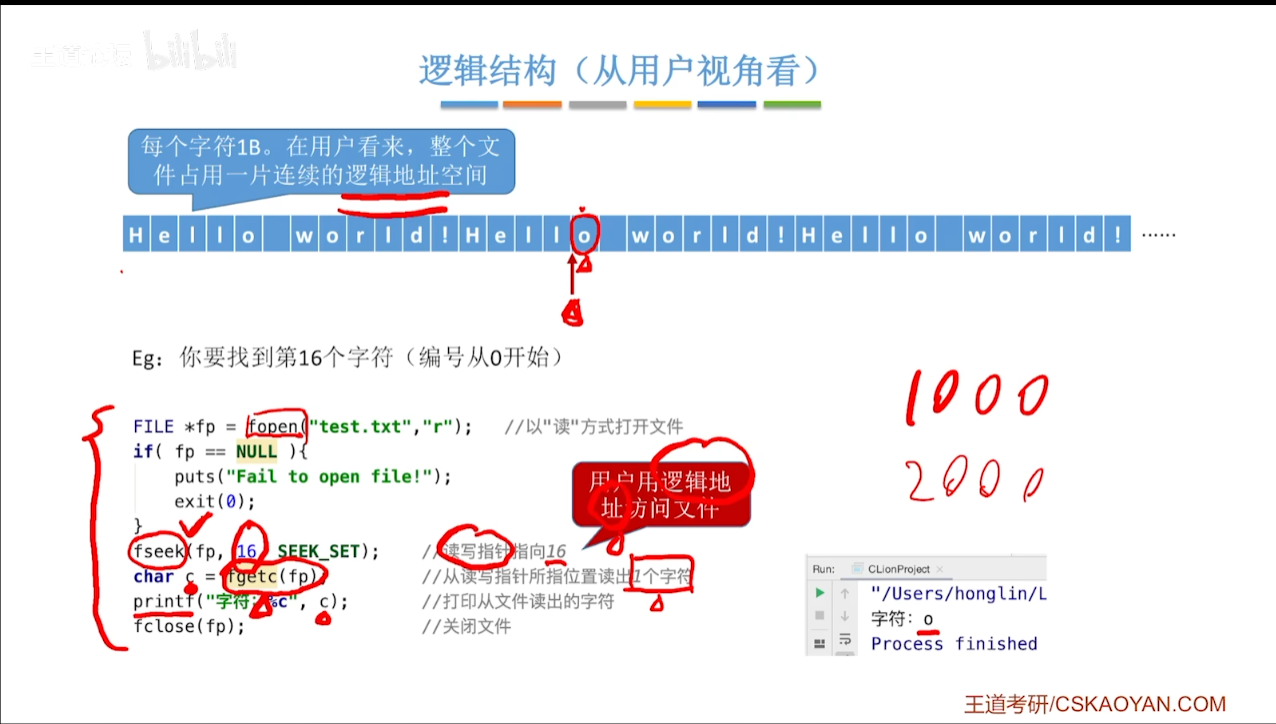 bilibili
逻辑结构（从用户视角看）
每个字符1B。在用户看来，整个文
件占用一片连续的逻辑地址空间
Hello world!Hello world!Hello world! ……
Eg：你要找到第16个字符（编号从0开始）
1000
2000
FILE *fp = fopen("test.txt","r"); //以"读"方式打开文件
if( fp == NULL ){
puts("Fail to open file!");
exit(0);
}
用户用逻辑地
址访问文件
fseek(fp, 16, SEEK_SET); //读写指针指向16
char c = fgetc(fp); //从读写指针所指位置读出1个字符
printf("字符：%c", c); //打印从文件读出的字符
fclose(fp); //关闭文件
Run: CLionProject ×
"/Users/honglin/L
字符：o
Process finished
王道考研/CSKAOYAN.COM